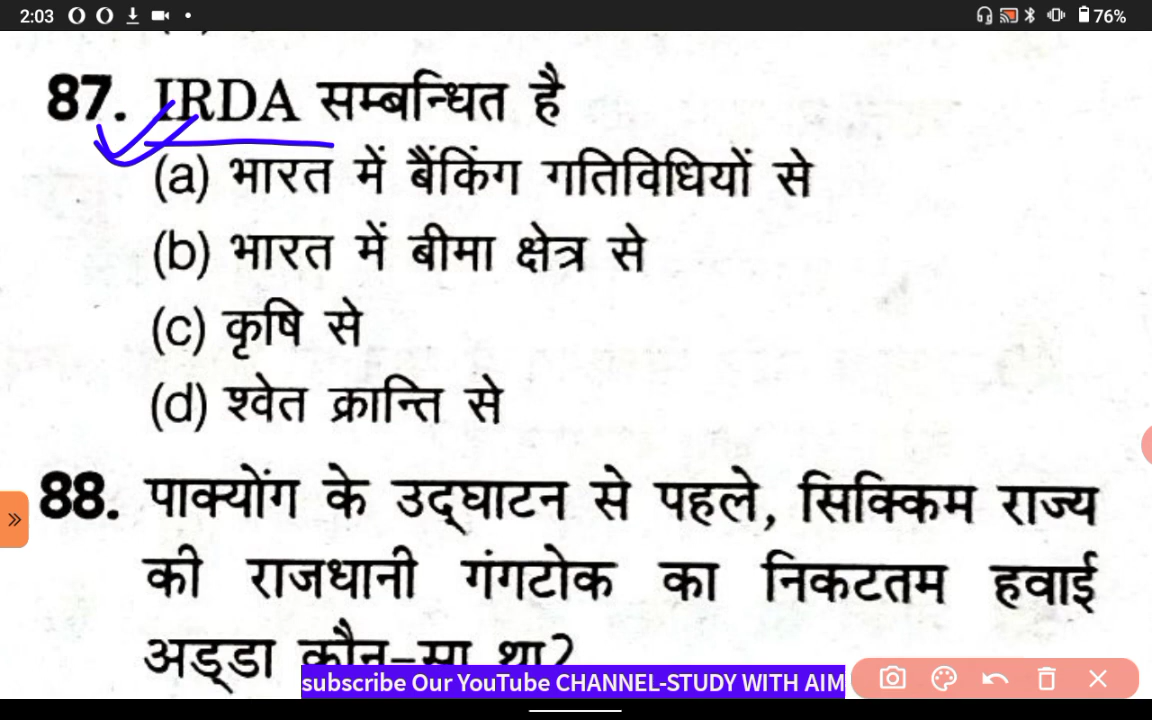 2:03
76%
87. IRDA सम्बन्धित है
(a) भारत में बैंकिंग गतिविधियों से
(b) भारत में बीमा क्षेत्र से
(c) कृषि से
(d) श्वेत क्रान्ति से
88. पाक्योंग के उद्घाटन से पहले, सिक्किम राज्य
की राजधानी गंगटोक का निकटतम हवाई
अड्डा कौन-सा था?
subscribe Our YouTube CHANNEL-STUDY WITH AIM